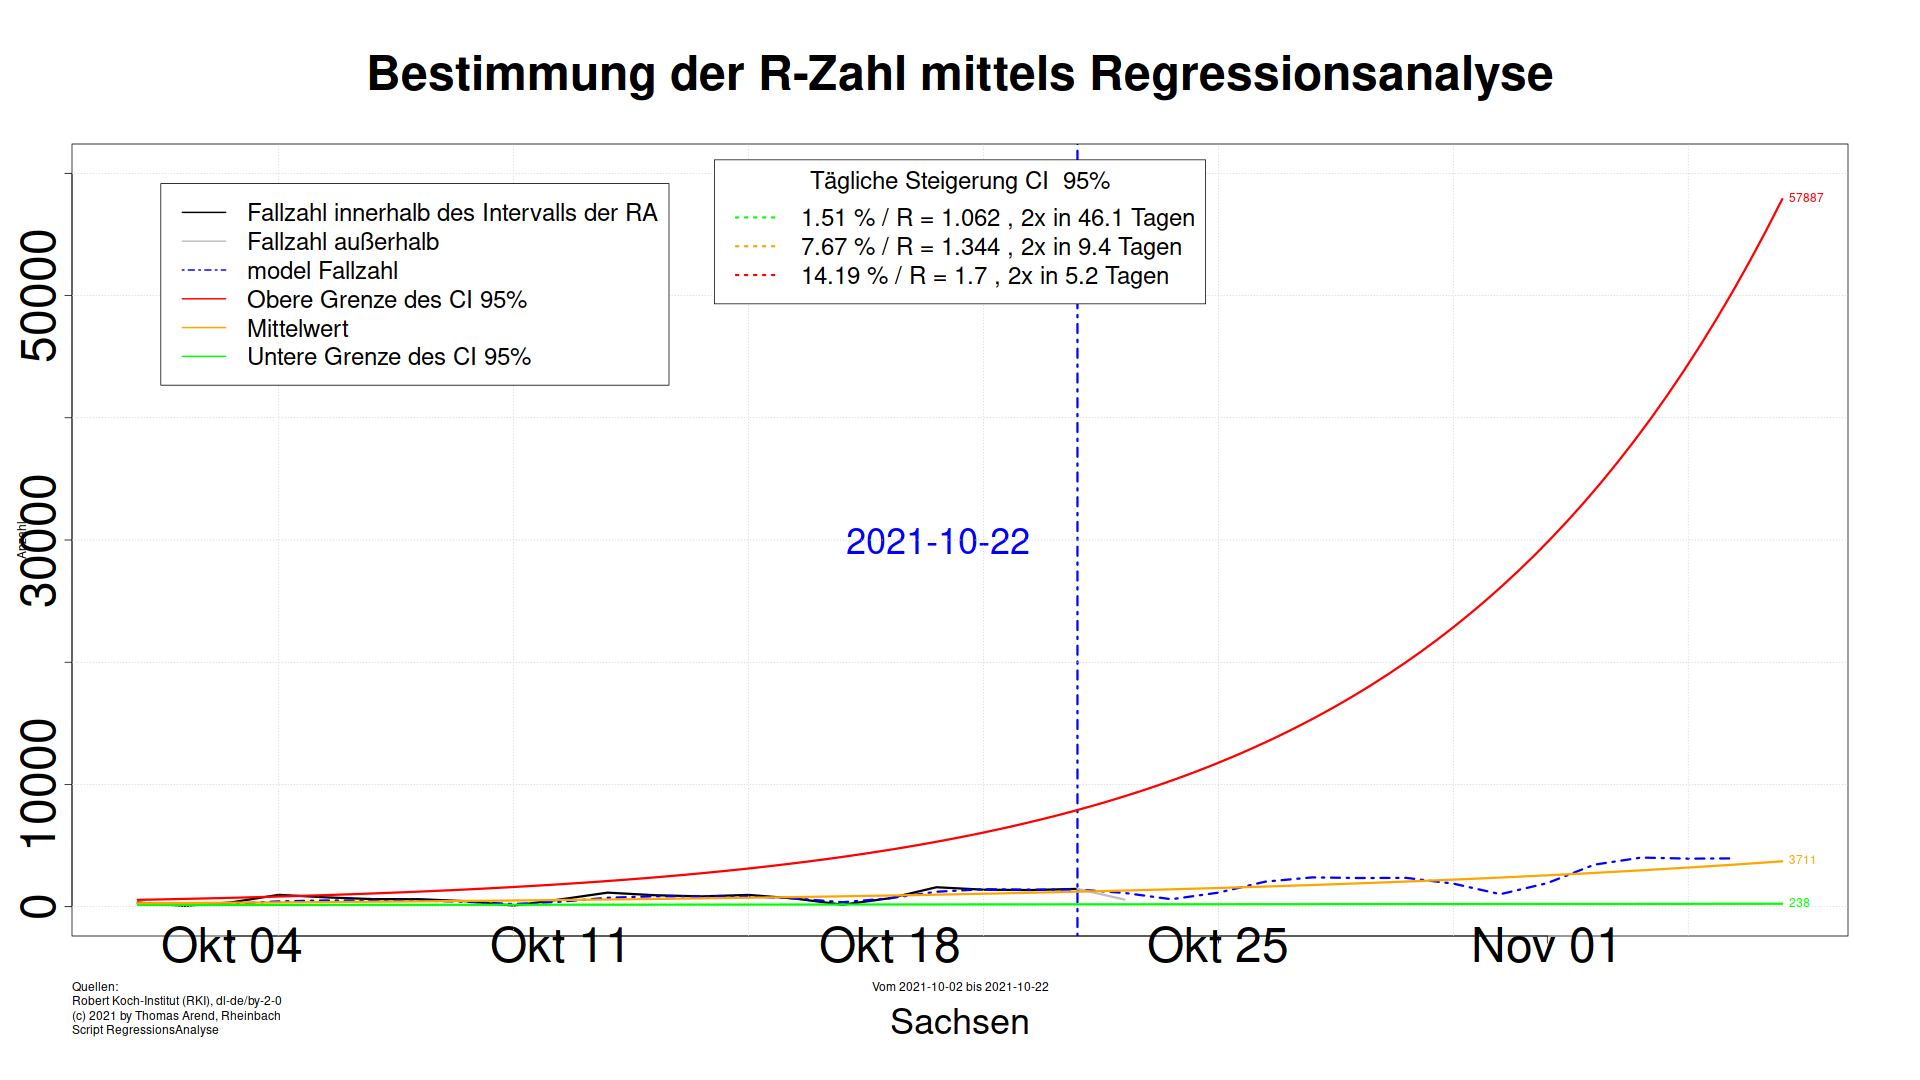 Bestimmung der R-Zahl mittels Regressionsanalyse
Fallzahl innerhalb des Intervalls der RA
Fallzahl außerhalb
model Fallzahl
Obere Grenze des CI 95%
Mittelwert
Untere Grenze des CI 95%
Tägliche Steigerung CI 95%
1.51 % / R = 1.062 , 2x in 46.1 Tagen
7.67 % / R = 1.344 , 2x in 9.4 Tagen
14.19 % / R = 1.7 , 2x in 5.2 Tagen
57887
3711
238
2021-10-22
Anzahl
50000
30000
10000
0
Okt 04
Okt 11
Okt 18
Okt 25
Nov 01
Quellen:
Robert Koch-Institut (RKI), dl-de/by-2-0
(c) 2021 by Thomas Arend, Rheinbach
Script RegressionsAnalyse
Vom 2021-10-02 bis 2021-10-22
Sachsen